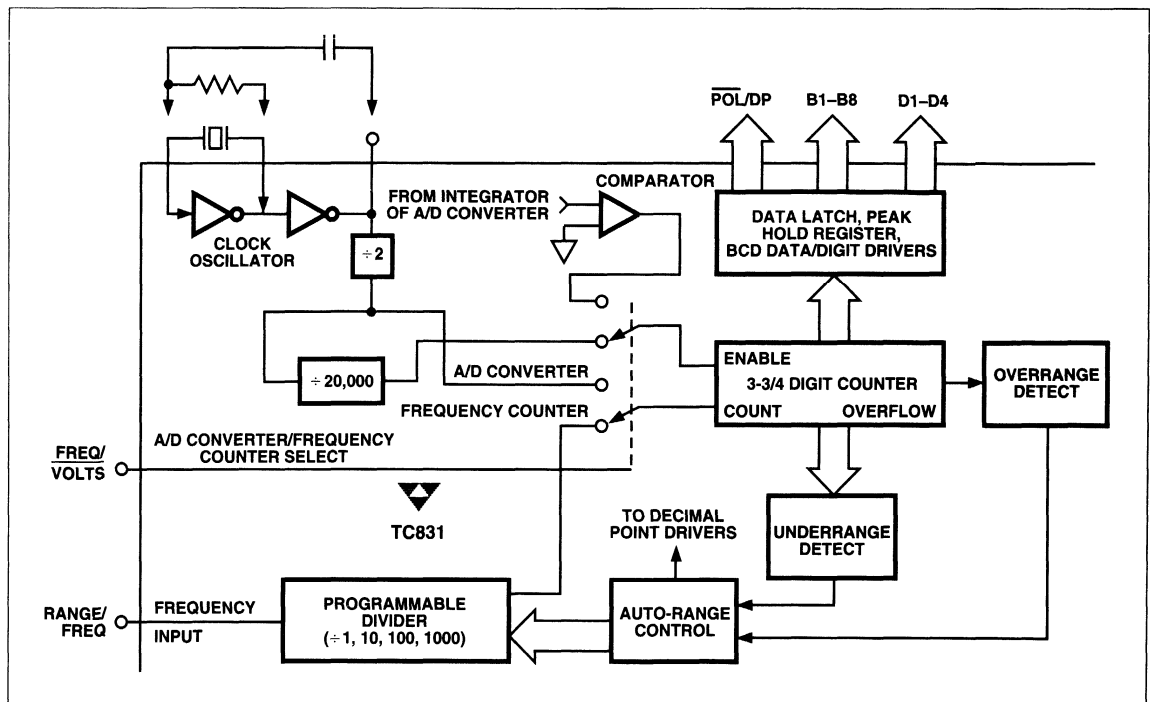 POL/DP
B1–B8
D1–D4
FROM INTEGRATOR
OF A/D CONVERTER
COMPARATOR
CLOCK
OSCILLATOR
DATA LATCH, PEAK
HOLD REGISTER,
BCD DATA/DIGIT DRIVERS
÷2
÷20,000
A/D CONVERTER
FREQUENCY COUNTER
ENABLE
3-3/4 DIGIT COUNTER
COUNT
OVERFLOW
OVERRANGE
DETECT
A/D CONVERTER/FREQUENCY
COUNTER SELECT
FREQ/
VOLTS
TC831
TO DECIMAL
POINT DRIVERS
UNDERRANGE
DETECT
RANGE/
FREQ
FREQUENCY
INPUT
PROGRAMMABLE
DIVIDER
(÷1, 10, 100, 1000)
AUTO-RANGE
CONTROL